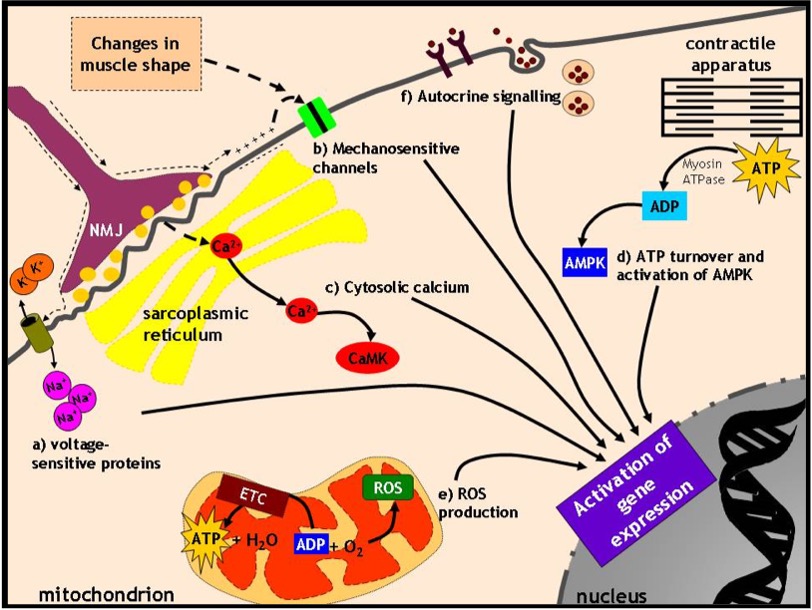 Changes in
muscle shape
f) Autocrine signalling
contractile
apparatus
b) Mechanosensitive
channels
Myosin
ATPase
ATP
ADP
NMJ
AMPK
d) ATP turnover and
activation of AMPK
K⁺
K⁺
Ca²⁺
c) Cytosolic calcium
sarcoplasmic
reticulum
Ca²⁺
CaMK
Na⁺
Na⁺
Na⁺
a) voltage-
sensitive proteins
Activation of
gene
expression
e) ROS
production
ETC
ROS
ATP + H₂O
ADP + O₂
mitochondrion
nucleus